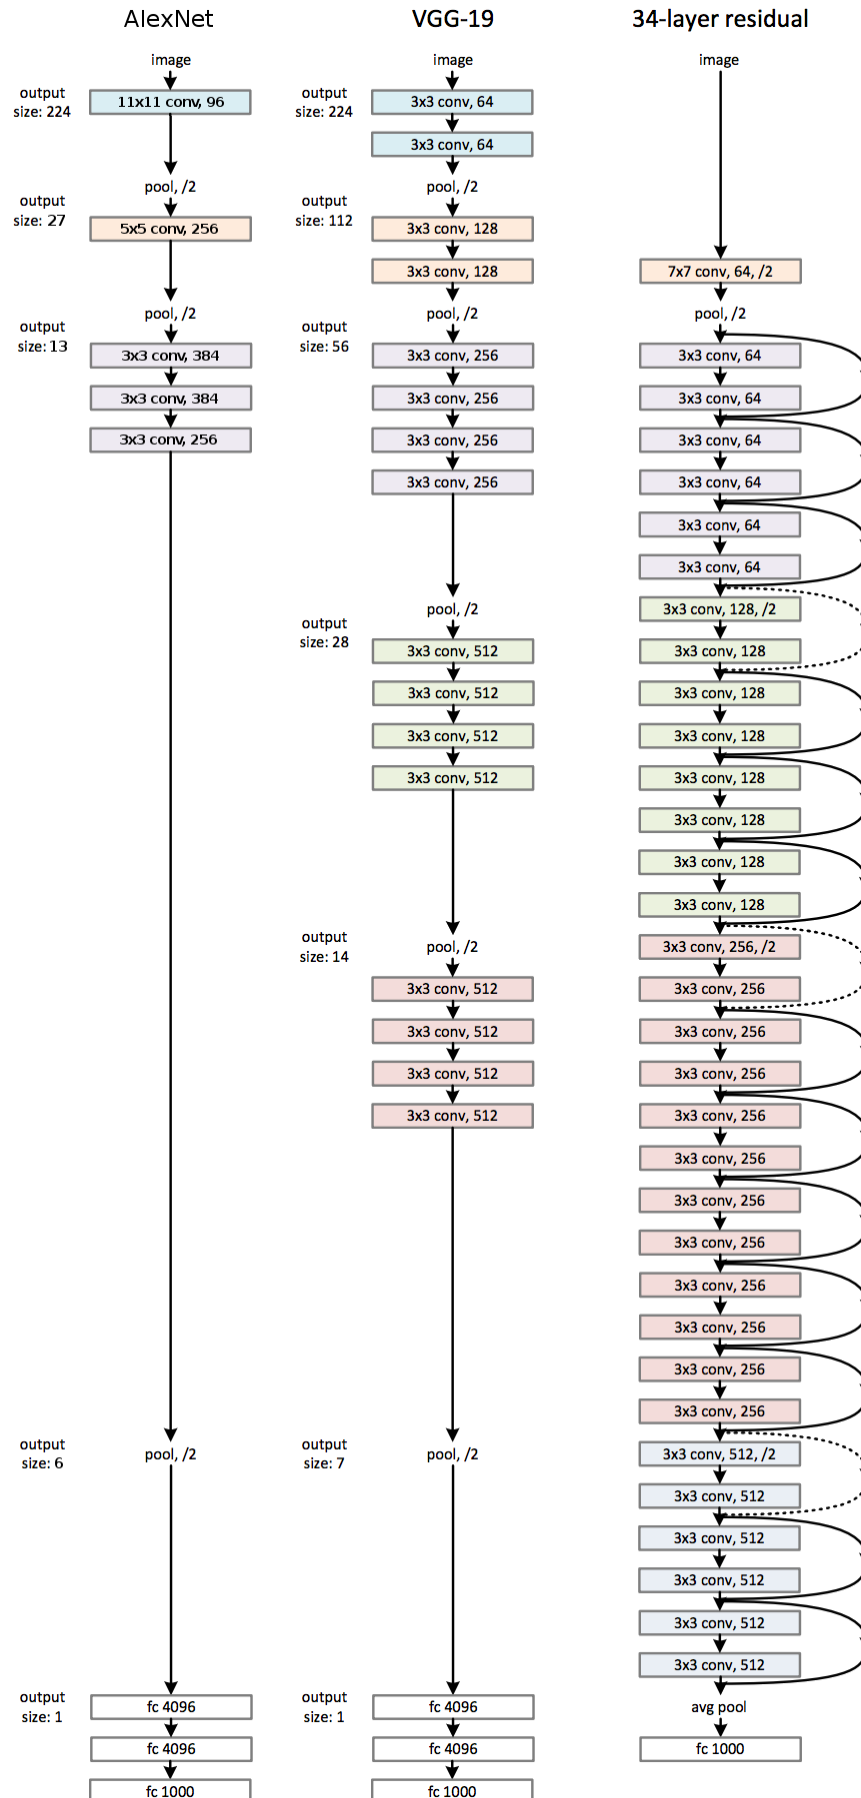 AlexNet
image
output
size: 224
11x11 conv, 96
pool, /2
output
size: 27
5x5 conv, 256
pool, /2
output
size: 13
3x3 conv, 384
3x3 conv, 384
3x3 conv, 256
output
size: 6
pool, /2
output
size: 1
fc 4096
fc 4096
fc 1000
VGG-19
image
output
size: 224
3x3 conv, 64
3x3 conv, 64
pool, /2
output
size: 112
3x3 conv, 128
3x3 conv, 128
pool, /2
output
size: 56
3x3 conv, 256
3x3 conv, 256
3x3 conv, 256
3x3 conv, 256
pool, /2
output
size: 28
3x3 conv, 512
3x3 conv, 512
3x3 conv, 512
3x3 conv, 512
output
size: 14
pool, /2
3x3 conv, 512
3x3 conv, 512
3x3 conv, 512
3x3 conv, 512
output
size: 7
pool, /2
output
size: 1
fc 4096
fc 4096
fc 1000
34-layer residual
image
7x7 conv, 64, /2
pool, /2
3x3 conv, 64
3x3 conv, 64
3x3 conv, 64
3x3 conv, 64
3x3 conv, 64
3x3 conv, 64
3x3 conv, 128, /2
3x3 conv, 128
3x3 conv, 128
3x3 conv, 128
3x3 conv, 128
3x3 conv, 128
3x3 conv, 128
3x3 conv, 128
3x3 conv, 256, /2
3x3 conv, 256
3x3 conv, 256
3x3 conv, 256
3x3 conv, 256
3x3 conv, 256
3x3 conv, 256
3x3 conv, 256
3x3 conv, 256
3x3 conv, 256
3x3 conv, 256
3x3 conv, 256
3x3 conv, 512, /2
3x3 conv, 512
3x3 conv, 512
3x3 conv, 512
3x3 conv, 512
3x3 conv, 512
avg pool
fc 1000